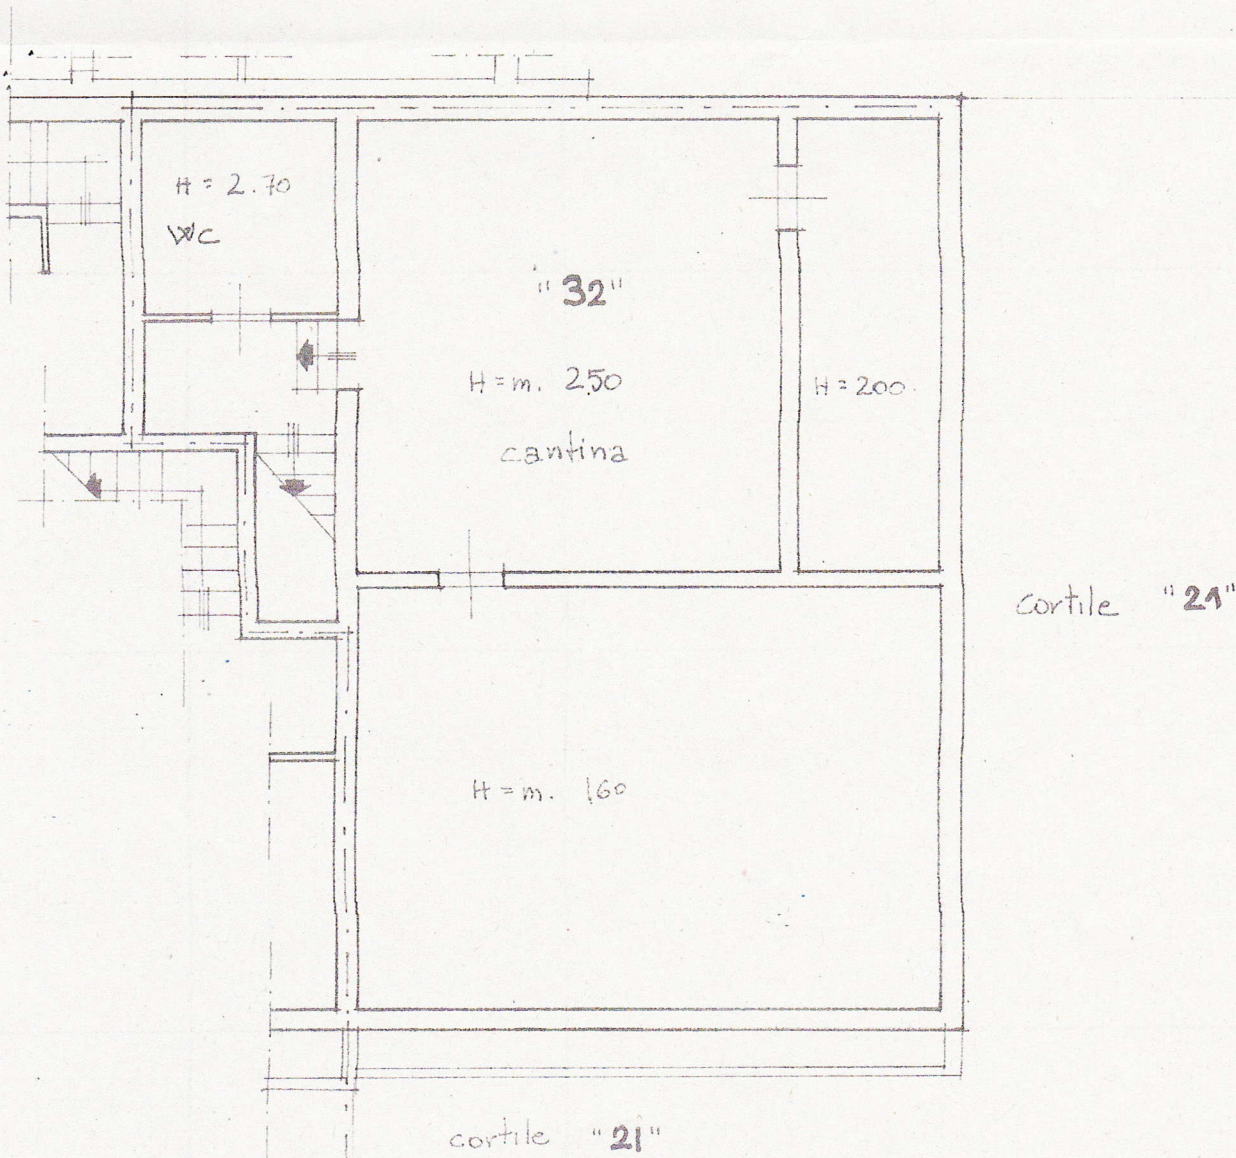 H = 2.70
WC
"32"
H = m. 250
cantina
H = 200
cortile "21"
H = m. 160
cortile "21"